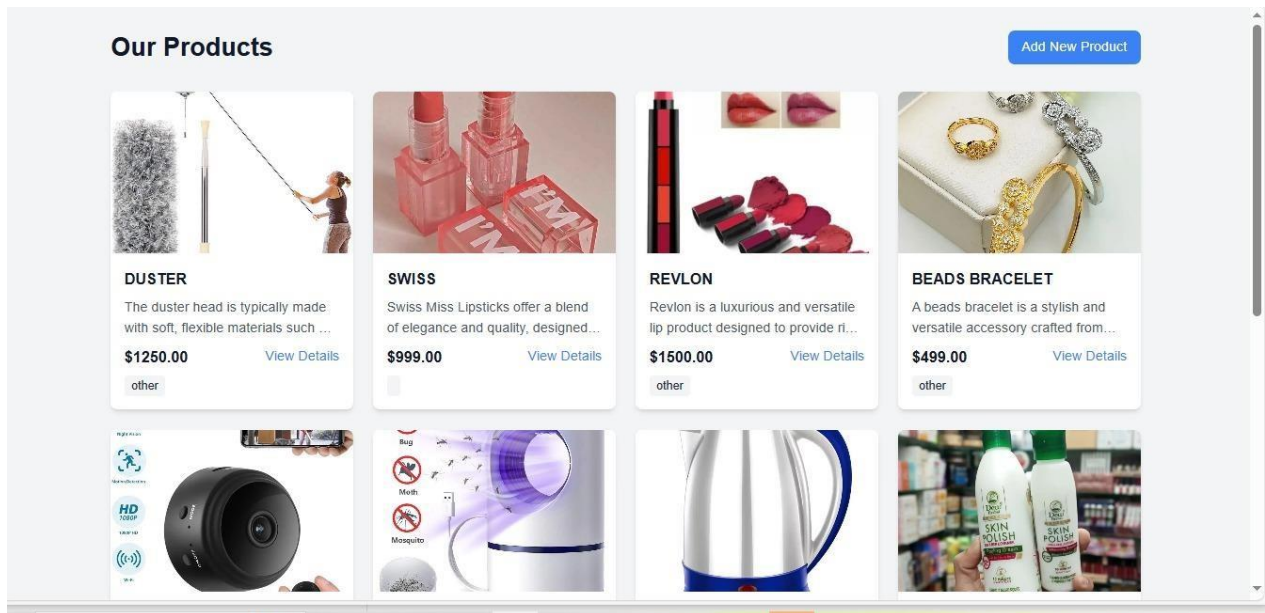 Our Products
Add New Product
I'M
I'M
DUSTER
The duster head is typically made
with soft, flexible materials such ...
$1250.00
View Details
other
SWISS
Swiss Miss Lipsticks offer a blend
of elegance and quality, designed...
$999.00
View Details
REVLON
Revlon is a luxurious and versatile
lip product designed to provide ri...
$1500.00
View Details
other
BEADS BRACELET
A beads bracelet is a stylish and
versatile accessory crafted from...
$499.00
View Details
other
HD
1080P
Bug
Moth
Mosquito
SKIN
POLISH
SKIN
POLISH